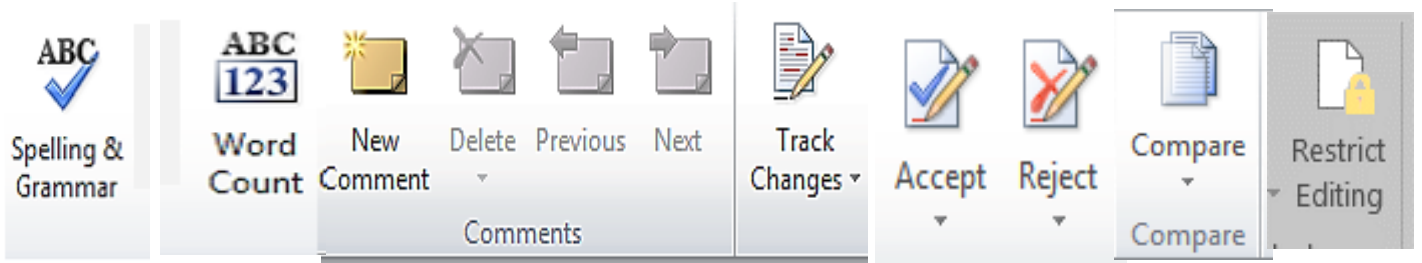 ABC
Spelling &
Grammar
ABC
123
Word
Count
New
Comment
Delete
Previous
Next
Comments
Track
Changes
Accept
Reject
Compare
Compare
Restrict
Editing